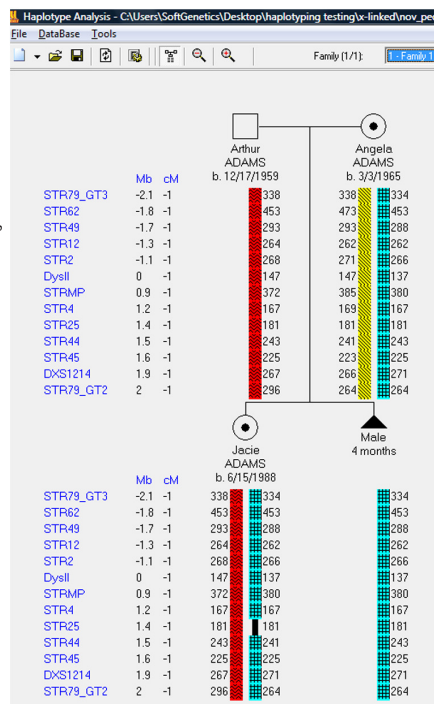 Haplotype Analysis - C:\Users\SoftGenetics\Desktop\haplotyping testing\x-linked\nov_pe
File DataBase Tools
Family (1/1): 1 - Family 1
Arthur Angela
ADAMS ADAMS
b. 12/17/1959 b. 3/3/1965
Mb cM
STR79_GT3 -2.1 -1 338 338 334
STR62 -1.8 -1 453 473 453
STR49 -1.7 -1 293 293 288
STR12 -1.3 -1 264 262 262
STR2 -1.1 -1 268 271 266
DysII 0 -1 147 147 137
STRMP 0.9 -1 372 385 380
STR4 1.2 -1 167 169 167
STR25 1.4 -1 181 181 181
STR44 1.5 -1 243 241 243
STR45 1.6 -1 225 223 225
DXS1214 1.9 -1 267 266 271
STR79_GT2 2 -1 296 264 264
Jacie Male
ADAMS 4 months
b. 6/15/1988
Mb cM
STR79_GT3 -2.1 -1 338 334 334
STR62 -1.8 -1 453 453 453
STR49 -1.7 -1 293 288 288
STR12 -1.3 -1 264 262 262
STR2 -1.1 -1 268 266 266
DysII 0 -1 147 137 137
STRMP 0.9 -1 372 380 380
STR4 1.2 -1 167 167 167
STR25 1.4 -1 181 181 181
STR44 1.5 -1 243 241 243
STR45 1.6 -1 225 225 225
DXS1214 1.9 -1 267 271 271
STR79_GT2 2 -1 296 264 264